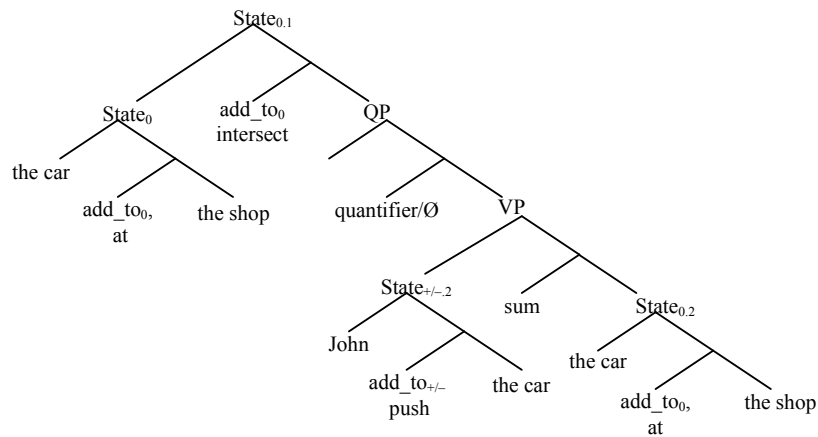 State0.1
State0
add_to0
intersect
QP
the car
add_to0,
at
the shop
quantifier/Ø
VP
State+/–.2
sum
State0.2
John
add_to+/–
push
the car
the car
add_to0,
at
the shop